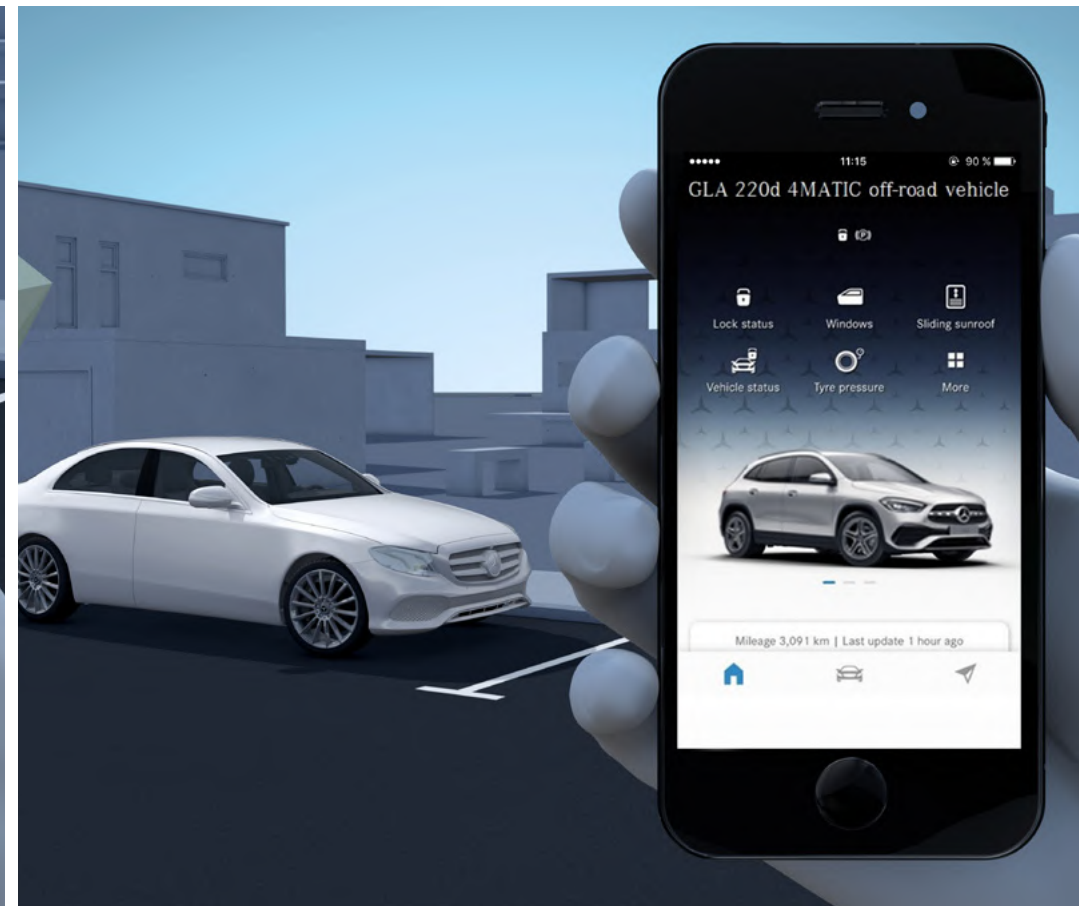 11:15
90 %
GLA 220d 4MATIC off-road vehicle
Lock status
Windows
Sliding sunroof
Vehicle status
Tyre pressure
More
Mileage 3,091 km | Last update 1 hour ago